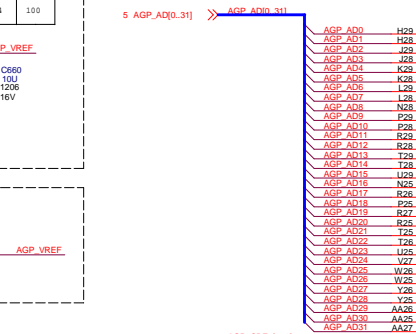 100
P_VREF
C660
10U
1206
16V
AGP_VREF
5 AGP_AD[0..31]
AGP_AD[0..31]
AGP_AD0 H29
AGP_AD1 H28
AGP_AD2 J29
AGP_AD3 J28
AGP_AD4 K29
AGP_AD5 K28
AGP_AD6 L29
AGP_AD7 L28
AGP_AD8 N28
AGP_AD9 P29
AGP_AD10 P28
AGP_AD11 R29
AGP_AD12 R28
AGP_AD13 T29
AGP_AD14 T28
AGP_AD15 U29
AGP_AD16 N25
AGP_AD17 R26
AGP_AD18 P25
AGP_AD19 R27
AGP_AD20 R25
AGP_AD21 T25
AGP_AD22 T26
AGP_AD23 U25
AGP_AD24 V27
AGP_AD25 W26
AGP_AD26 W25
AGP_AD27 Y26
AGP_AD28 Y25
AGP_AD29 AA26
AGP_AD30 AA25
AGP_AD31 AA27